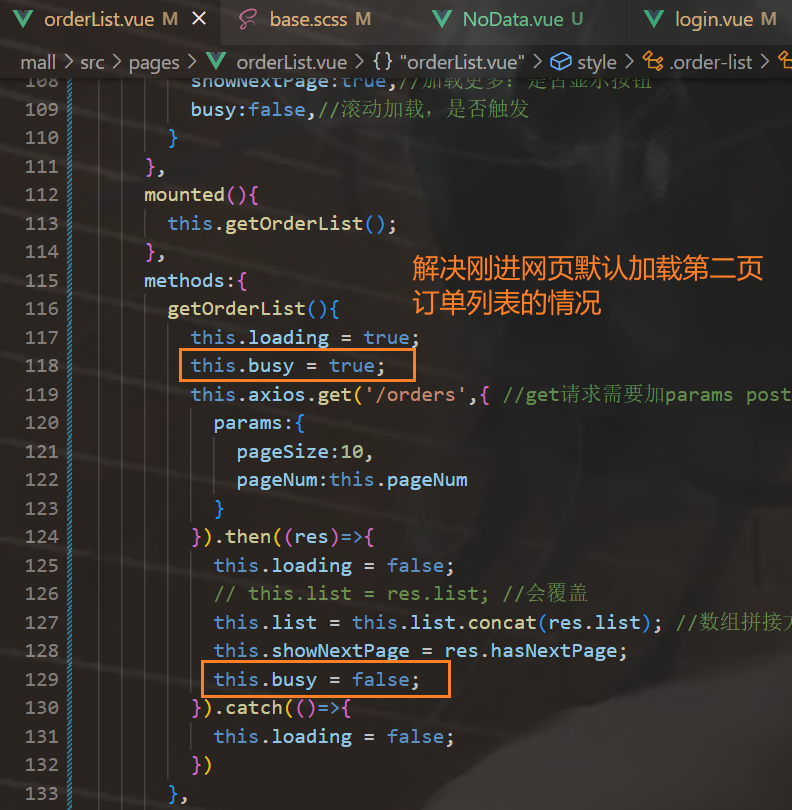 orderList.vue M base.scss M NoData.vue U login.vue M
mall > src > pages > orderList.vue > {} "orderList.vue" > style > .order-list >
108 showNextPage:true,//加载更多：是否显示按钮
109 busy:false,//滚动加载，是否触发
110 }
111 },
112 mounted(){
113 this.getOrderList();
114 },
115 methods:{
解决刚进网页默认加载第二页
订单列表的情况
116 getOrderList(){
117 this.loading = true;
118 this.busy = true;
119 this.axios.get('/orders',{ //get请求需要加params post
120 params:{
121 pageSize:10,
122 pageNum:this.pageNum
123 }
124 }).then((res)=>{
125 this.loading = false;
126 // this.list = res.list; //会覆盖
127 this.list = this.list.concat(res.list); //数组拼接
128 this.showNextPage = res.hasNextPage;
129 this.busy = false;
130 }).catch(()=>{
131 this.loading = false;
132 })
133 },